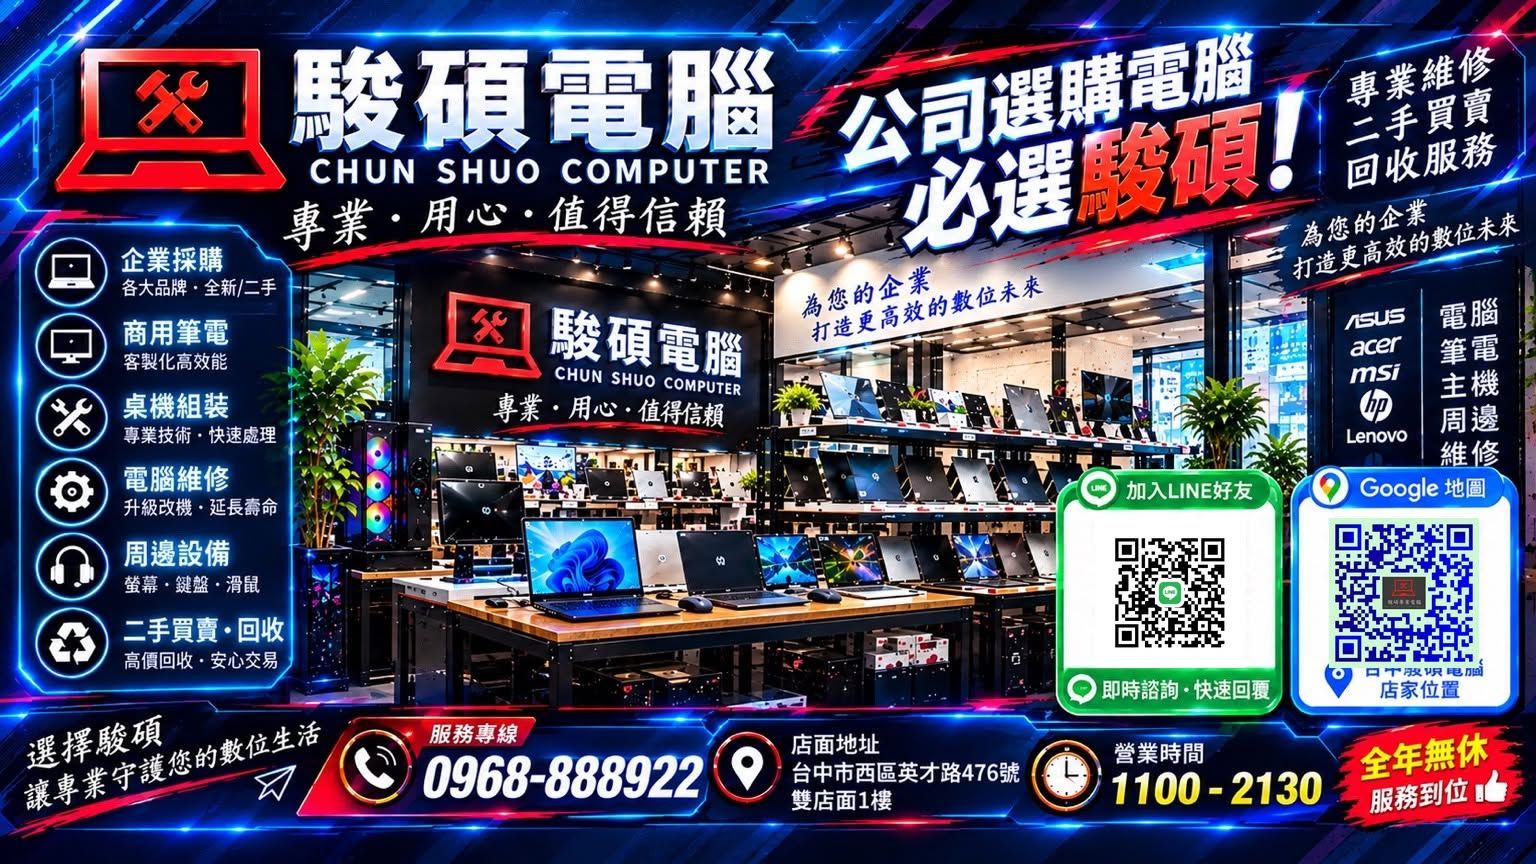 駿碩電腦
CHUN SHUO COMPUTER
專業・用心・值得信賴
公司選購電腦
必選駿碩!
專業維修
二手買賣
回收服務
為您的企業
打造更高效的數位未來
企業採購
各大品牌・全新/二手
商用筆電
客製化高效能
桌機組裝
專業技術・快速處理
電腦維修
升級改機・延長壽命
周邊設備
螢幕・鍵盤・滑鼠
二手買賣・回收
高價回收・安心交易
駿碩電腦
CHUN SHUO COMPUTER
專業・用心・值得信賴
為您的企業
打造更高效的數位未來
ASUS
acer
msi
hp
Lenovo
電腦
筆電
主機
周邊
維修
LINE
加入LINE好友
LINE
即時諮詢・快速回覆
Google 地圖
台中駿碩電腦
店家位置
選擇駿碩
讓專業守護您的數位生活
服務專線
0968-888922
店面地址
台中市西區英才路476號
雙店面1樓
營業時間
1100 - 2130
全年無休
服務到位